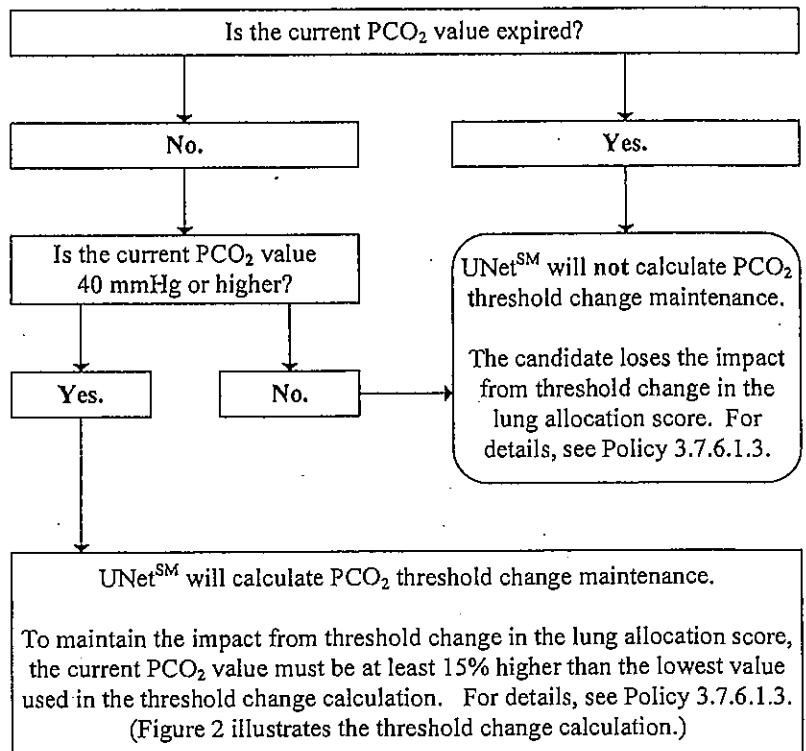 Is the current PCO₂ value expired?
No.
Yes.
Is the current PCO₂ value
40 mmHg or higher?
UNetˢᴹ will not calculate PCO₂
threshold change maintenance.
The candidate loses the impact
from threshold change in the
lung allocation score. For
details, see Policy 3.7.6.1.3.
Yes.
No.
UNetˢᴹ will calculate PCO₂ threshold change maintenance.
To maintain the impact from threshold change in the lung allocation score,
the current PCO₂ value must be at least 15% higher than the lowest value
used in the threshold change calculation. For details, see Policy 3.7.6.1.3.
(Figure 2 illustrates the threshold change calculation.)